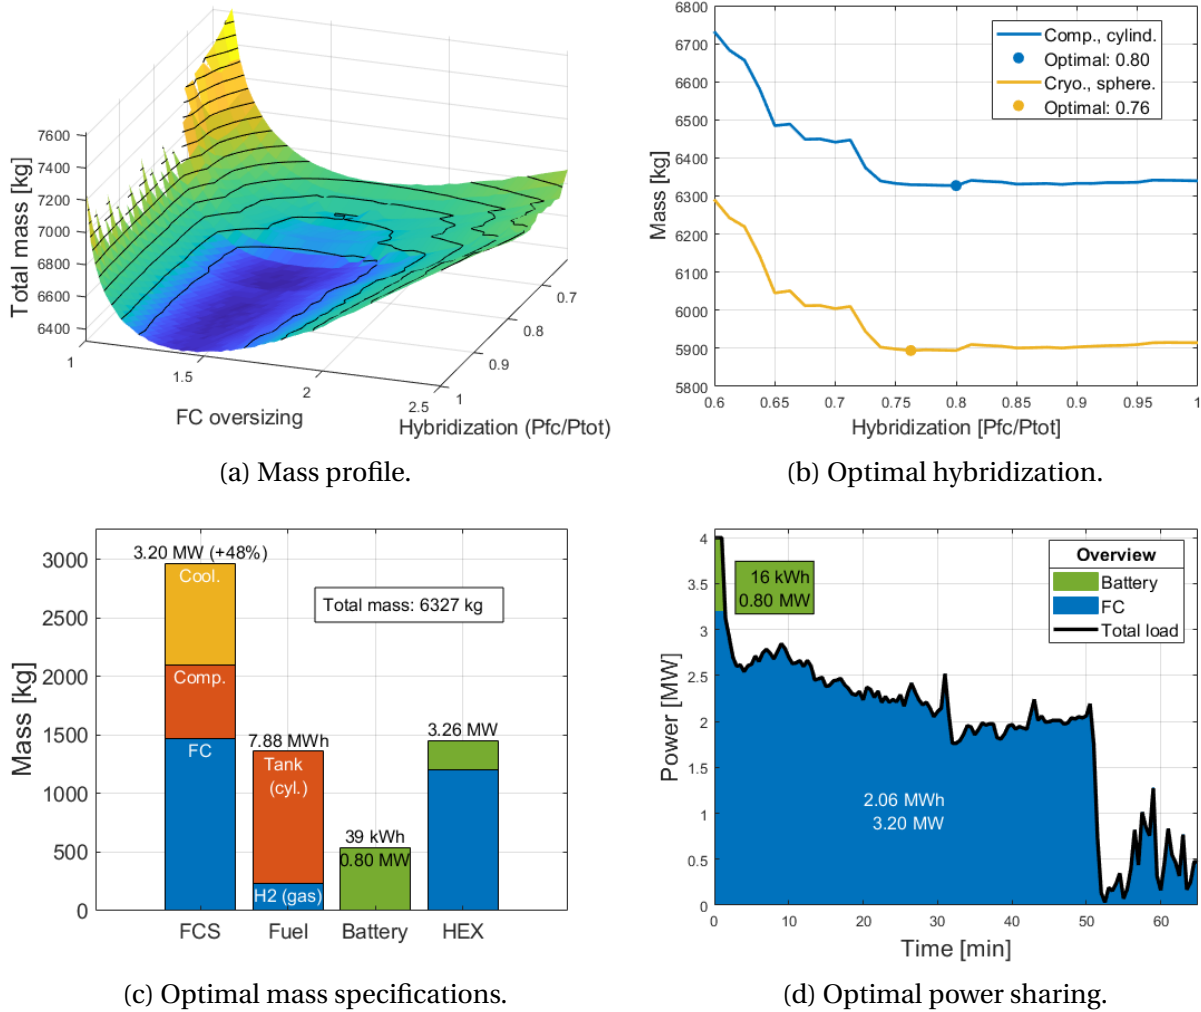 7600
7400
7200
7000
6800
6600
6400
Total mass [kg]
1
1.5
2
2.5
FC oversizing
1
0.9
0.8
0.7
Hybridization (Pfc/Ptot)
(a) Mass profile.
6800
6700
6600
6500
6400
6300
6200
6100
6000
5900
5800
Mass [kg]
Comp., cylind.
Optimal: 0.80
Cryo., sphere.
Optimal: 0.76
0.6 0.65 0.7 0.75 0.8 0.85 0.9 0.95 1
Hybridization [Pfc/Ptot]
(b) Optimal hybridization.
3000
2500
2000
1500
1000
500
0
Mass [kg]
3.20 MW (+48%)
Cool.
Comp.
FC
Total mass: 6327 kg
7.88 MWh
Tank
(cyl.)
H2 (gas)
39 kWh
0.80 MW
3.26 MW
FCS Fuel Battery HEX
(c) Optimal mass specifications.
4
3.5
3
2.5
2
1.5
1
0.5
0
Power [MW]
16 kWh
0.80 MW
Overview
Battery
FC
Total load
2.06 MWh
3.20 MW
0 10 20 30 40 50 60
Time [min]
(d) Optimal power sharing.